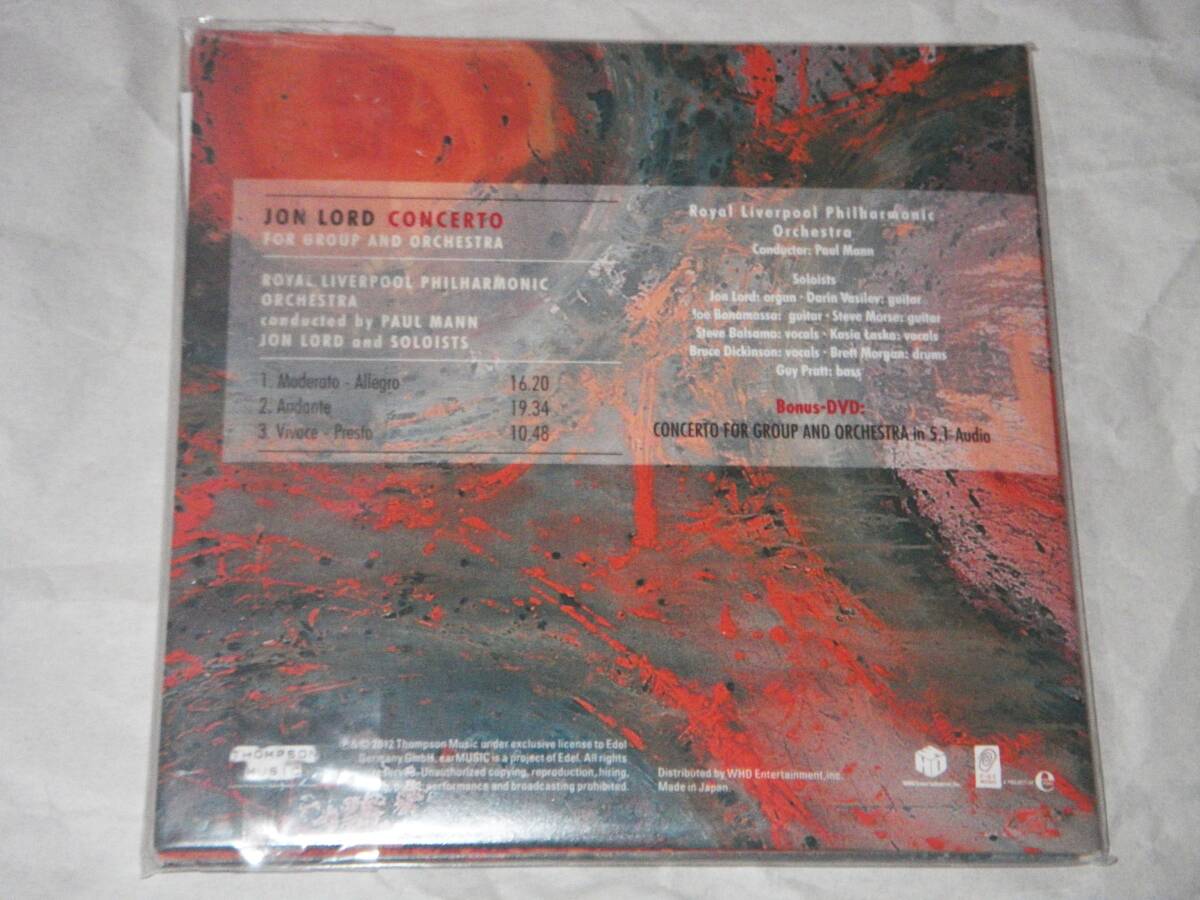 JON LORD CONCERTO
FOR GROUP AND ORCHESTRA
ROYAL LIVERPOOL PHILHARMONIC
ORCHESTRA
conducted by PAUL MANN
JON LORD and SOLOISTS
1. Moderato - Allegro 16.20
2. Andante 19.34
3. Vivace - Presto 10.48
Royal Liverpool Philharmonic
Orchestra
Conductor: Paul Mann
Soloists
Jon Lord: organ · Darin Vasilev: guitar
Joe Bonamassa: guitar · Steve Morse: guitar
Steve Balsamo: vocals · Kasia Łaska: vocals
Bruce Dickinson: vocals · Brett Morgan: drums
Guy Pratt: bass
Bonus-DVD:
CONCERTO FOR GROUP AND ORCHESTRA in 5.1 Audio
THOMPSON
MUSIC
P & © 2012 Thompson Music under exclusive license to Edel
Germany GmbH. earMUSIC is a project of Edel. All rights
Unauthorized copying, reproduction, hiring,
performance and broadcasting prohibited.
Distributed by WHD Entertainment, inc.
Made in Japan
e